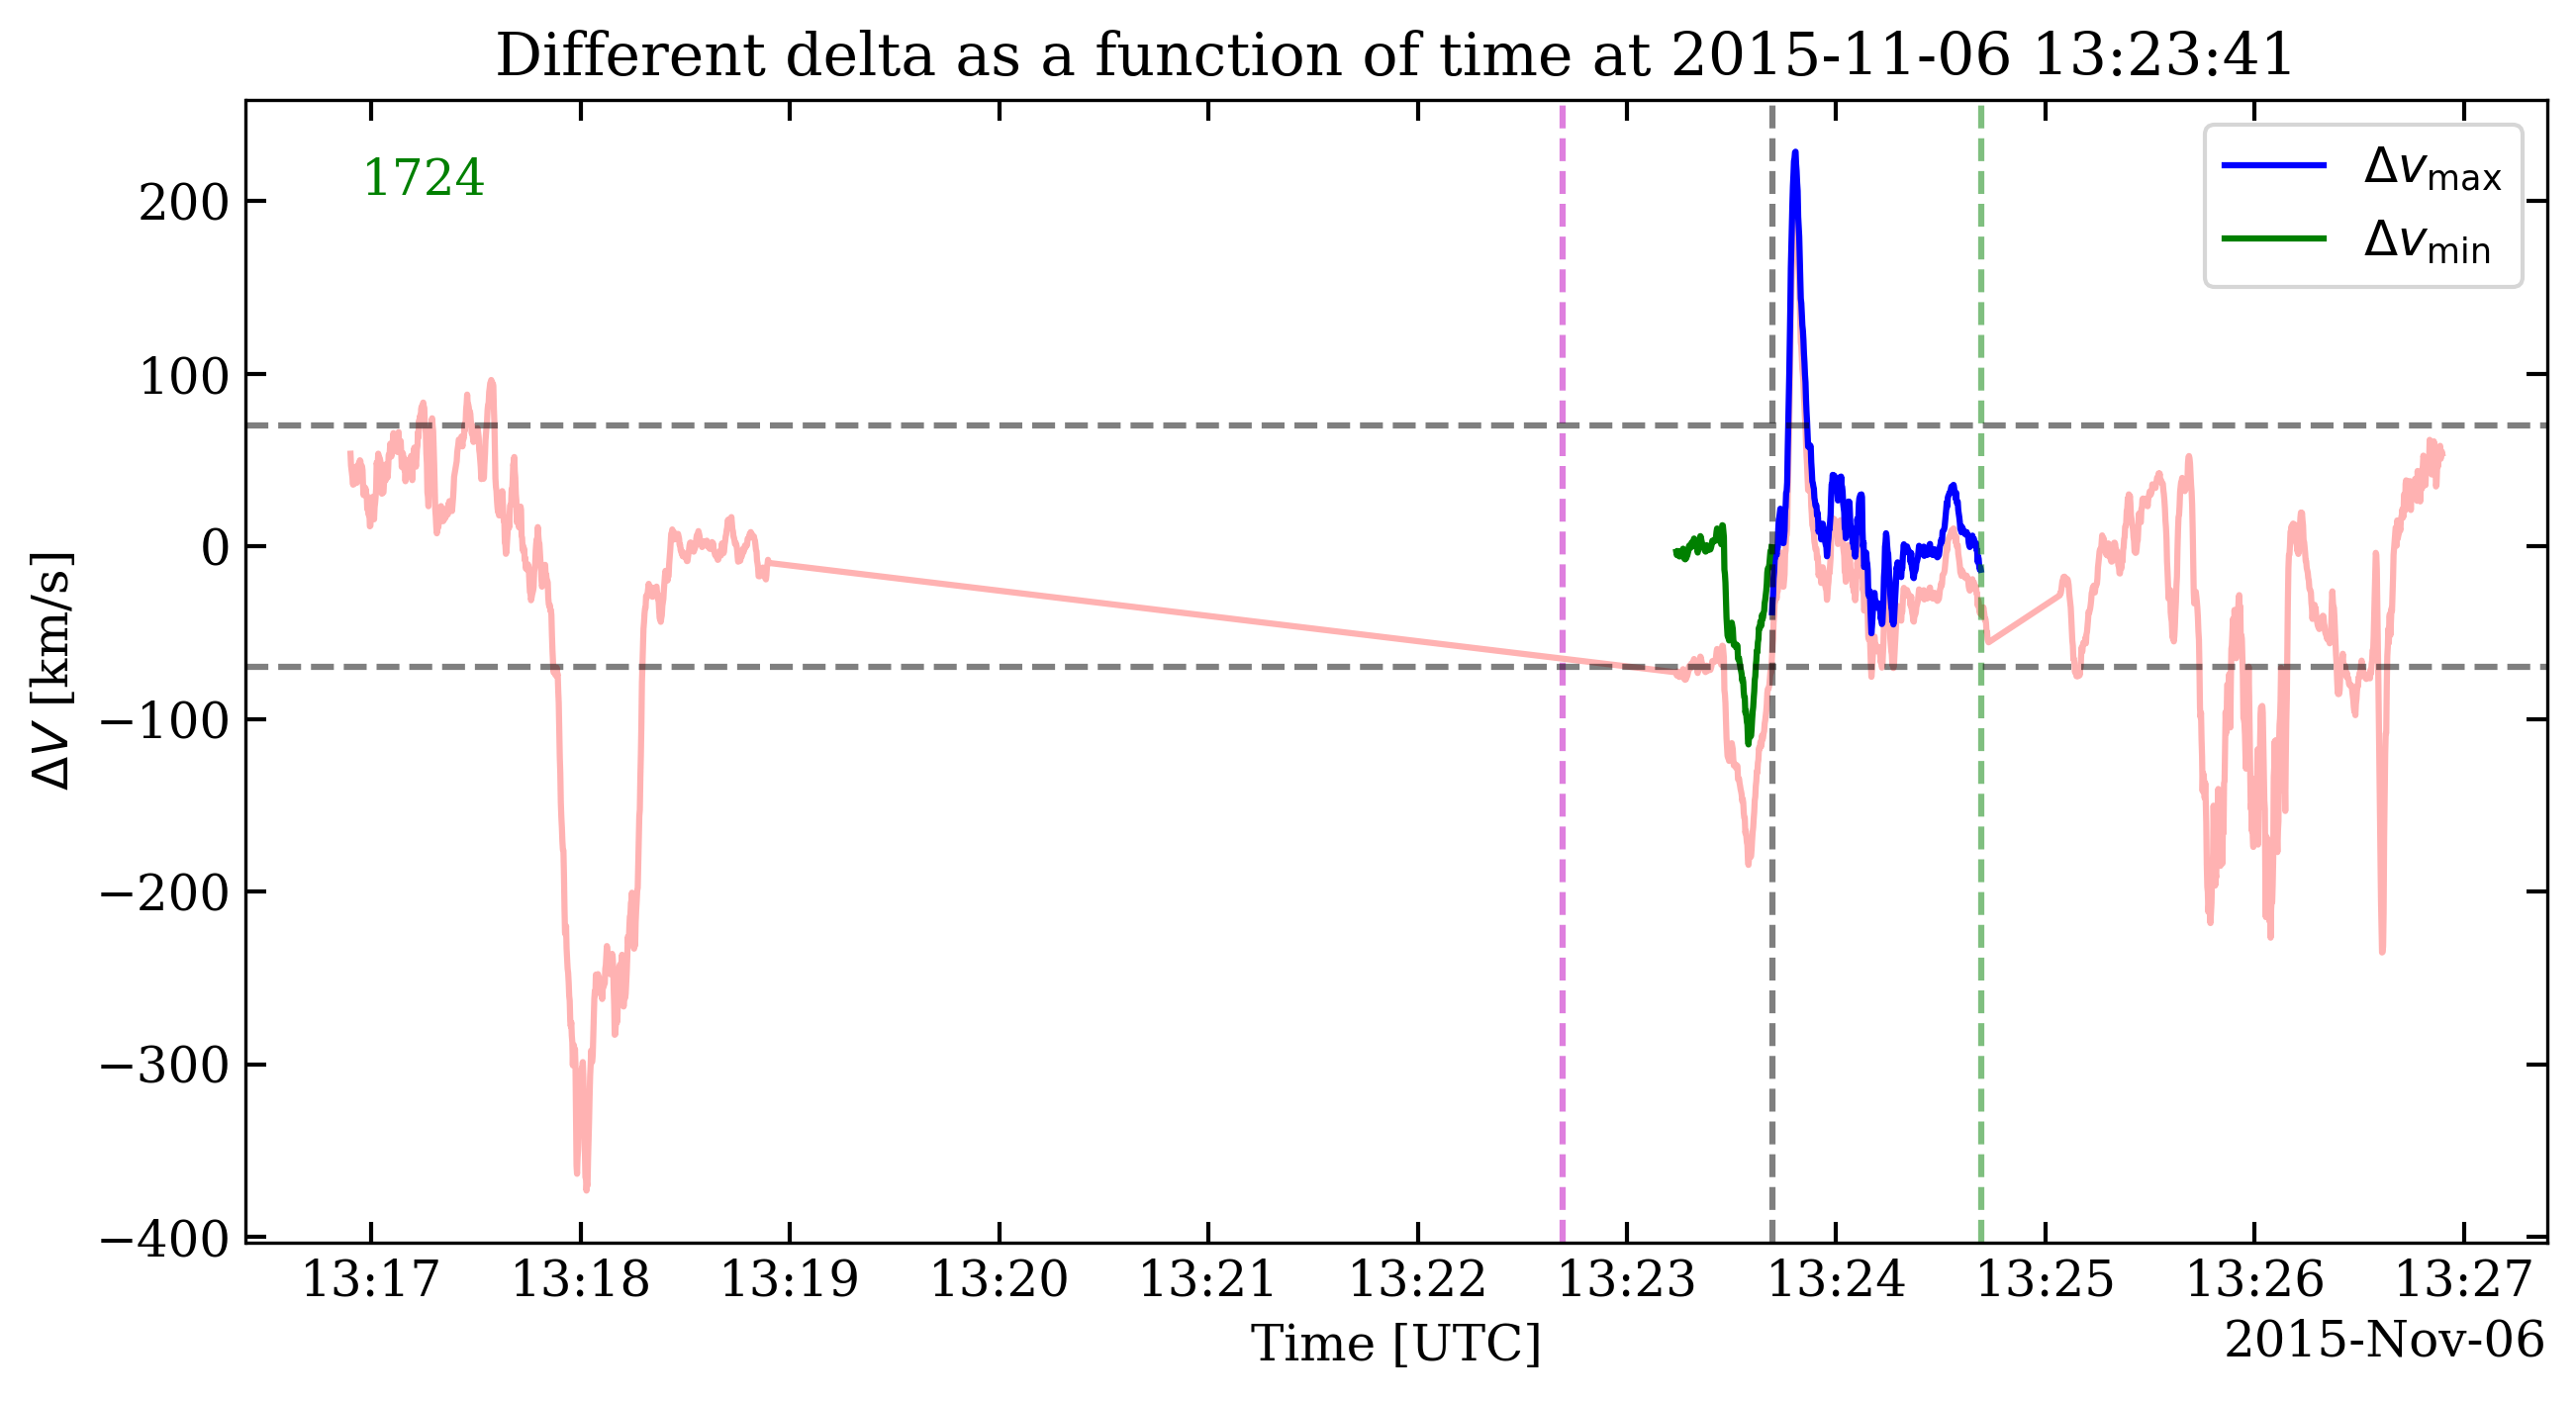 Different delta as a function of time at 2015-11-06 13:23:41
1724
Δv_max
Δv_min
200
100
0
−100
−200
−300
−400
ΔV [km/s]
13:17 13:18 13:19 13:20 13:21 13:22 13:23 13:24 13:25 13:26 13:27
Time [UTC]
2015-Nov-06